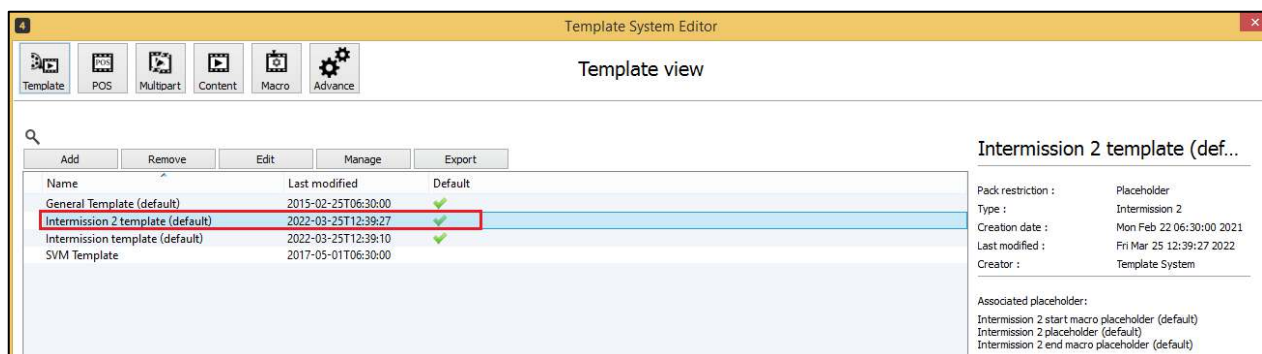 4 Template System Editor ×
Template POS Multipart Content Macro Advance
POS
Template view
Add Remove Edit Manage Export
Name Last modified Default
General Template (default) 2015-02-25T06:30:00
Intermission 2 template (default) 2022-03-25T12:39:27
Intermission template (default) 2022-03-25T12:39:10
SVM Template 2017-05-01T06:30:00
Intermission 2 template (def...
Pack restriction : Placeholder
Type : Intermission 2
Creation date : Mon Feb 22 06:30:00 2021
Last modified : Fri Mar 25 12:39:27 2022
Creator : Template System
Associated placeholder:
Intermission 2 start macro placeholder (default)
Intermission 2 placeholder (default)
Intermission 2 end macro placeholder (default)